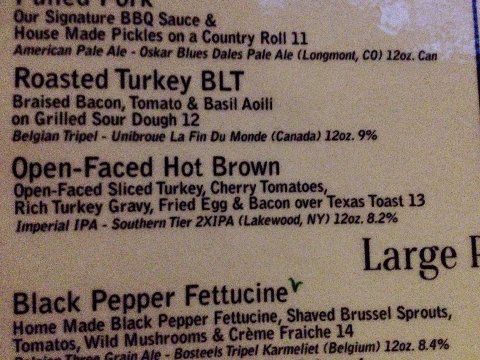 Pulled Pork
Our Signature BBQ Sauce &
House Made Pickles on a Country Roll 11
American Pale Ale - Oskar Blues Dales Pale Ale (Longmont, CO) 12oz. Can
Roasted Turkey BLT
Braised Bacon, Tomato & Basil Aoili
on Grilled Sour Dough 12
Belgian Tripel - Unibroue La Fin Du Monde (Canada) 12oz. 9%
Open-Faced Hot Brown
Open-Faced Sliced Turkey, Cherry Tomatoes,
Rich Turkey Gravy, Fried Egg & Bacon over Texas Toast 13
Imperial IPA - Southern Tier 2XIPA (Lakewood, NY) 12oz. 8.2%
Large
Black Pepper Fettucine
Home Made Black Pepper Fettucine, Shaved Brussel Sprouts,
Tomatoes, Wild Mushrooms & Crème Fraiche 14
Belgian Three Grain Ale - Bosteels Tripel Karmeliet (Belgium) 12oz. 8.4%